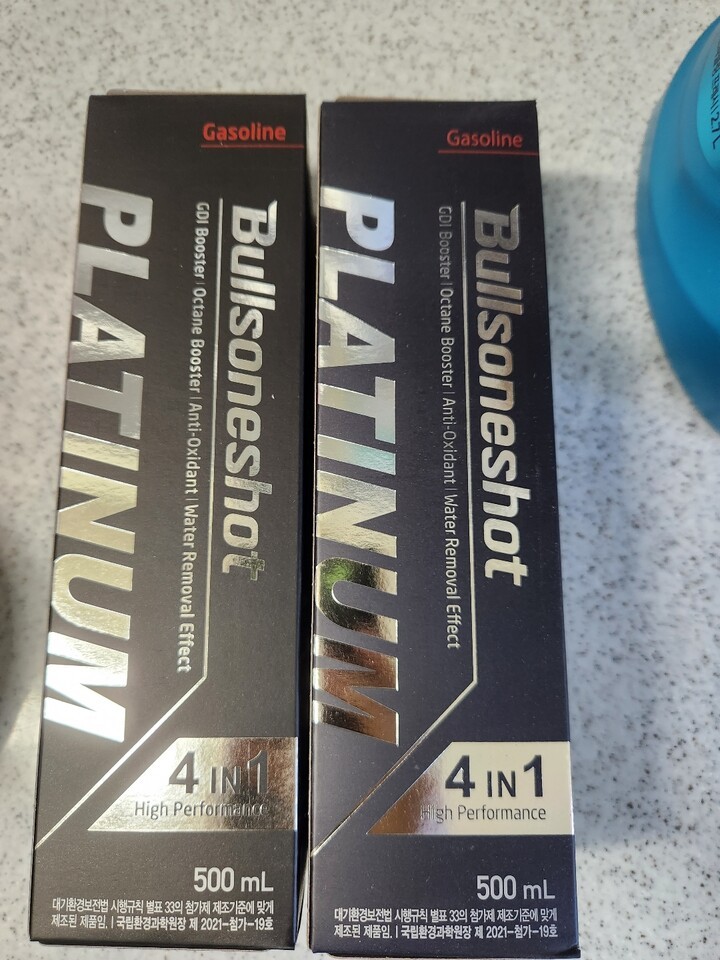 Gasoline
Bullsoneshot
GDI Booster | Octane Booster | Anti-Oxidant | Water Removal Effect
PLATINUM
4 IN 1
High Performance
500 mL
대기환경보전법 시행규칙 별표 33의 첨가제 제조기준에 맞게
제조된 제품임. | 국립환경과학원장 제 2021-첨가-19호
Gasoline
Bullsoneshot
GDI Booster | Octane Booster | Anti-Oxidant | Water Removal Effect
PLATINUM
4 IN 1
High Performance
500 mL
대기환경보전법 시행규칙 별표 33의 첨가제 제조기준에 맞게
제조된 제품임. | 국립환경과학원장 제 2021-첨가-19호